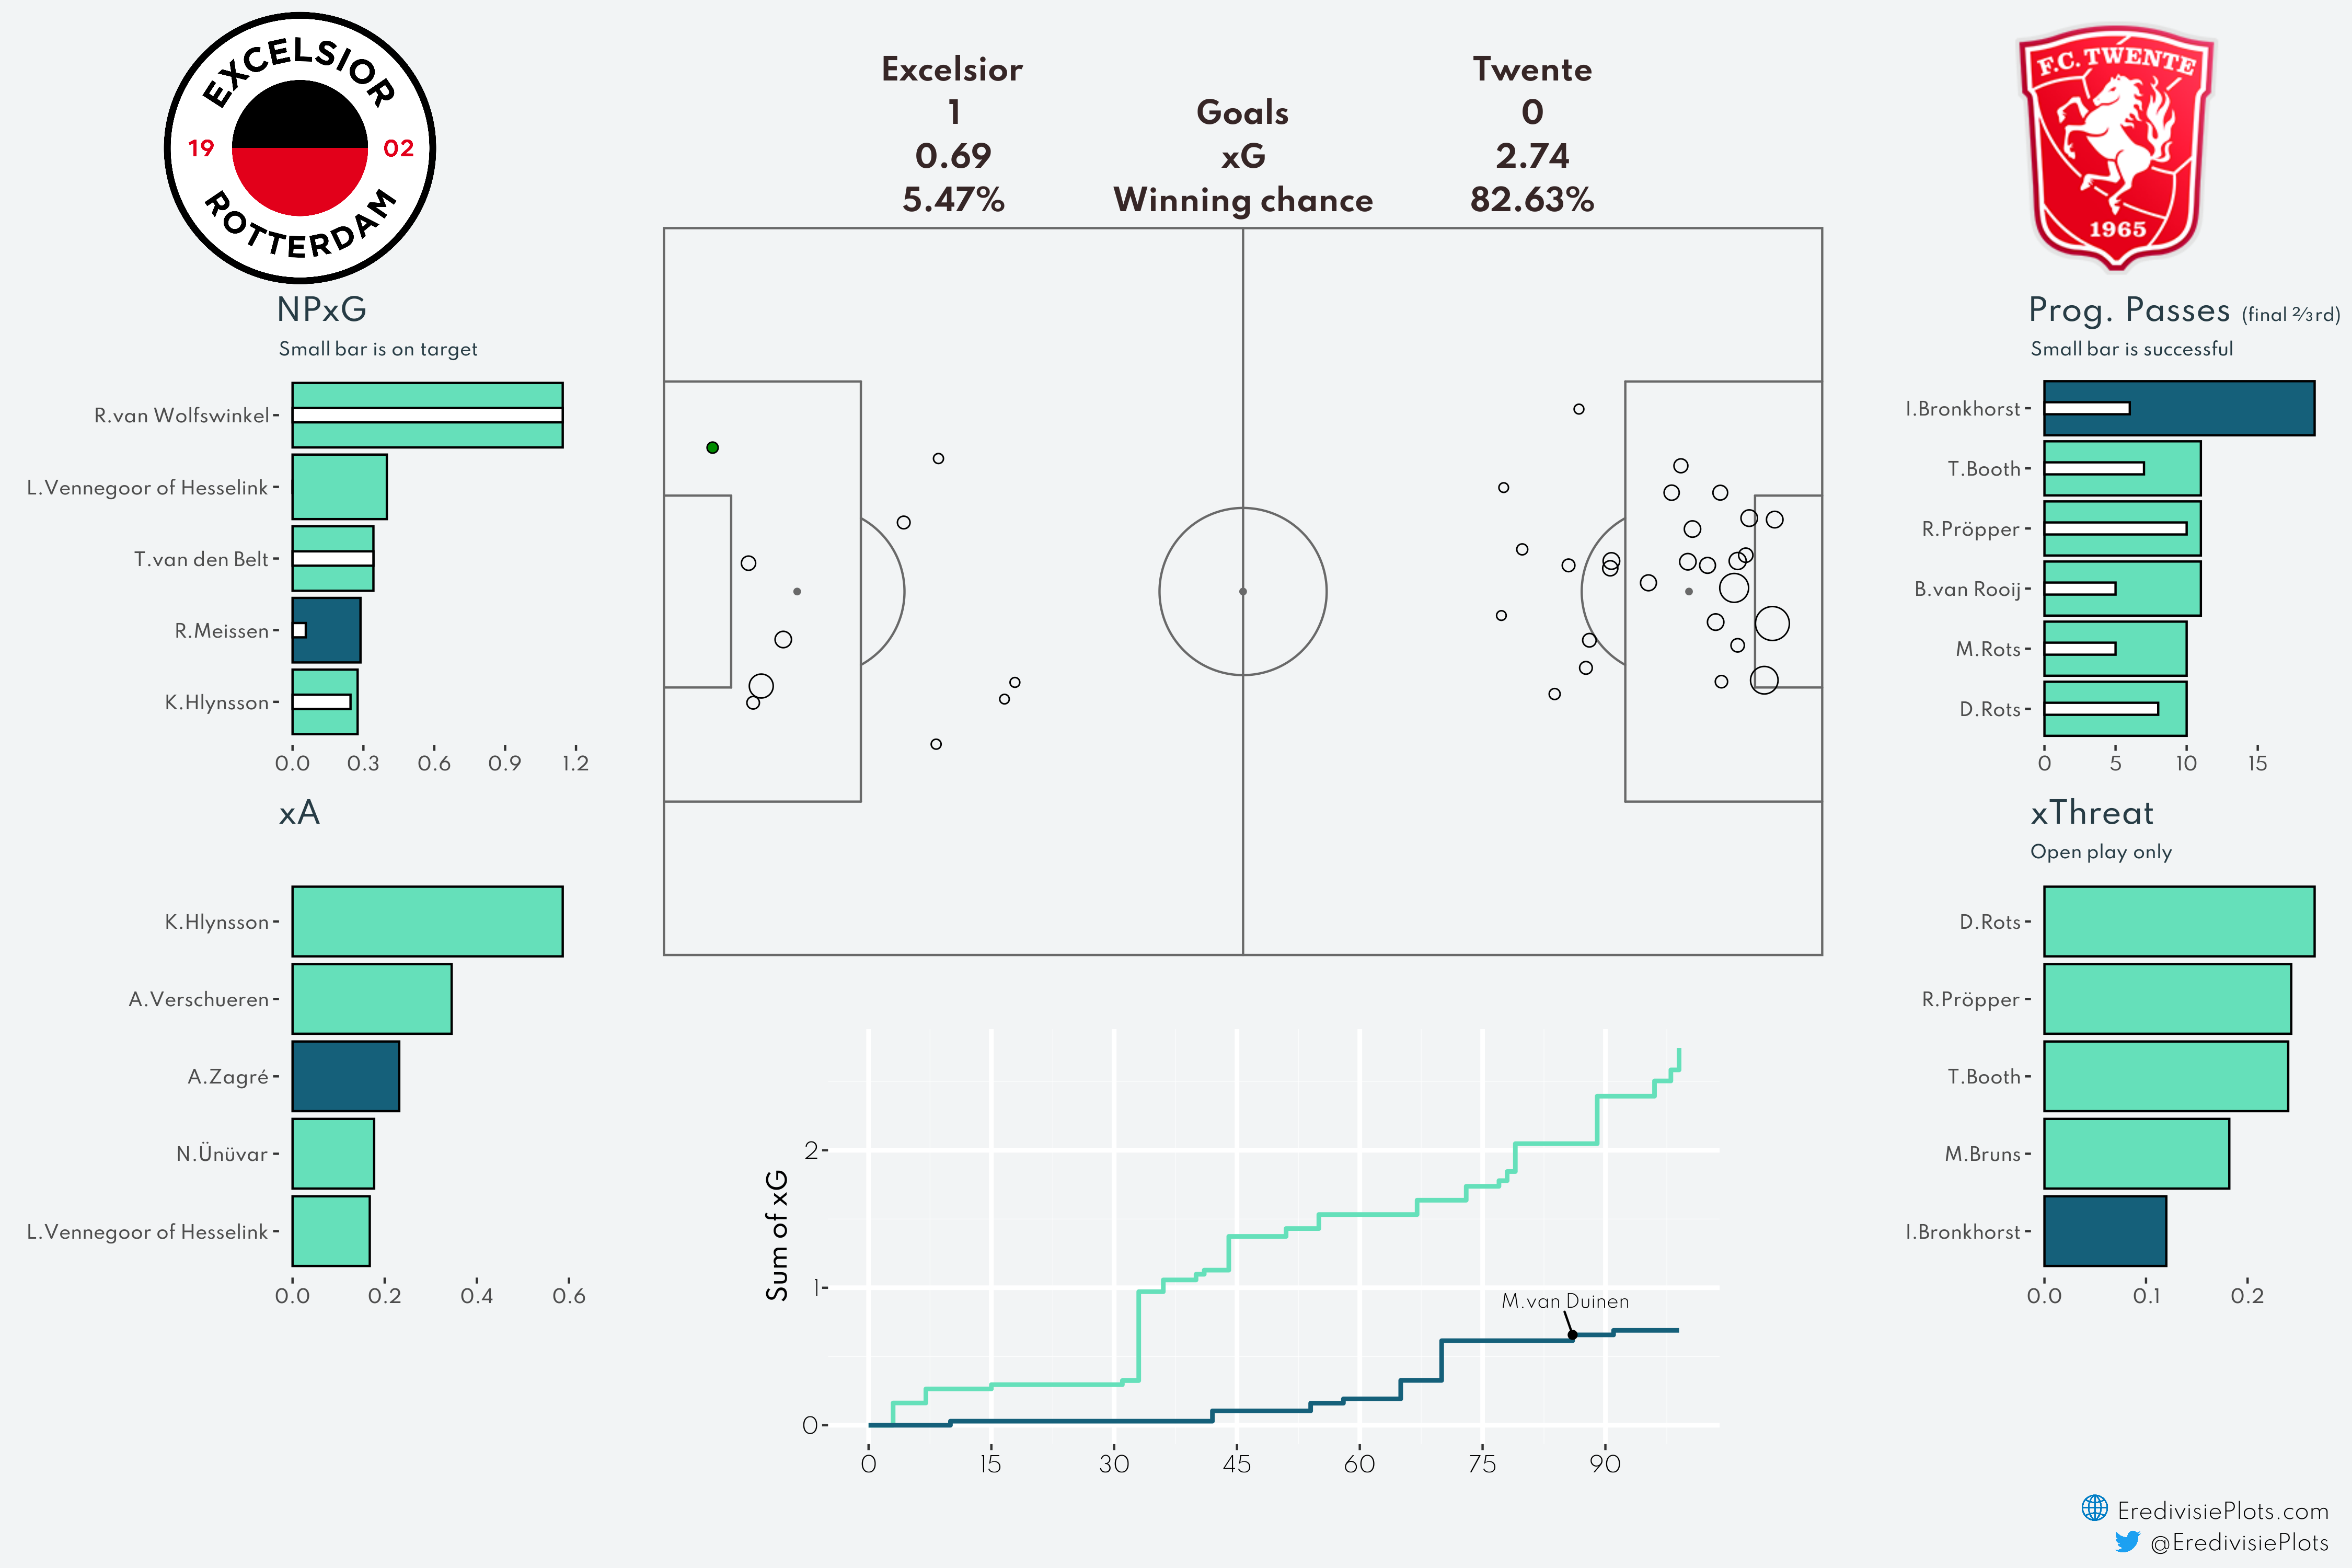 EXCELSIOR
19 02
ROTTERDAM
Excelsior Twente
1 Goals 0
0.69 xG 2.74
5.47% Winning chance 82.63%
F.C. TWENTE
1965
NPxG
Small bar is on target
R.van Wolfswinkel
L.Vennegoor of Hesselink
T.van den Belt
R.Meissen
K.Hlynsson
0.0 0.3 0.6 0.9 1.2
xA
K.Hlynsson
A.Verschueren
A.Zagré
N.Ünüvar
L.Vennegoor of Hesselink
0.0 0.2 0.4 0.6
Sum of xG
2
1
0
M.van Duinen
0 15 30 45 60 75 90
Prog. Passes (final ⅔rd)
Small bar is successful
I.Bronkhorst
T.Booth
R.Pröpper
B.van Rooij
M.Rots
D.Rots
0 5 10 15
xThreat
Open play only
D.Rots
R.Pröpper
T.Booth
M.Bruns
I.Bronkhorst
0.0 0.1 0.2
EredivisiePlots.com
@EredivisiePlots